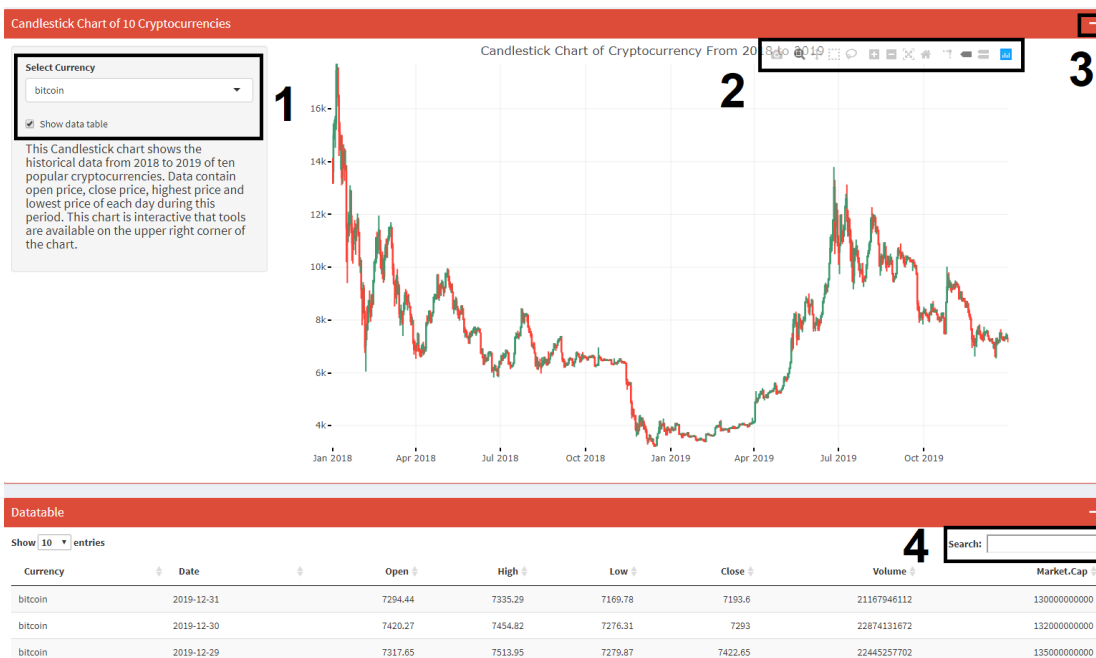 Candlestick Chart of 10 Cryptocurrencies
3
Select Currency
bitcoin
Show data table
1
This Candlestick chart shows the
historical data from 2018 to 2019 of ten
popular cryptocurrencies. Data contain
open price, close price, highest price and
lowest price of each day during this
period. This chart is interactive that tools
are available on the upper right corner of
the chart.
Candlestick Chart of Cryptocurrency From 2018 to 2019
2
16k
14k
12k
10k
8k
6k
4k
Jan 2018 Apr 2018 Jul 2018 Oct 2018 Jan 2019 Apr 2019 Jul 2019 Oct 2019
Datatable
Show 10 entries
4
Search:
Currency Date Open High Low Close Volume Market.Cap
bitcoin 2019-12-31 7294.44 7335.29 7169.78 7193.6 21167946112 130000000000
bitcoin 2019-12-30 7420.27 7454.82 7276.31 7293 22874131672 132000000000
bitcoin 2019-12-29 7317.65 7513.95 7279.87 7422.65 22445257702 135000000000